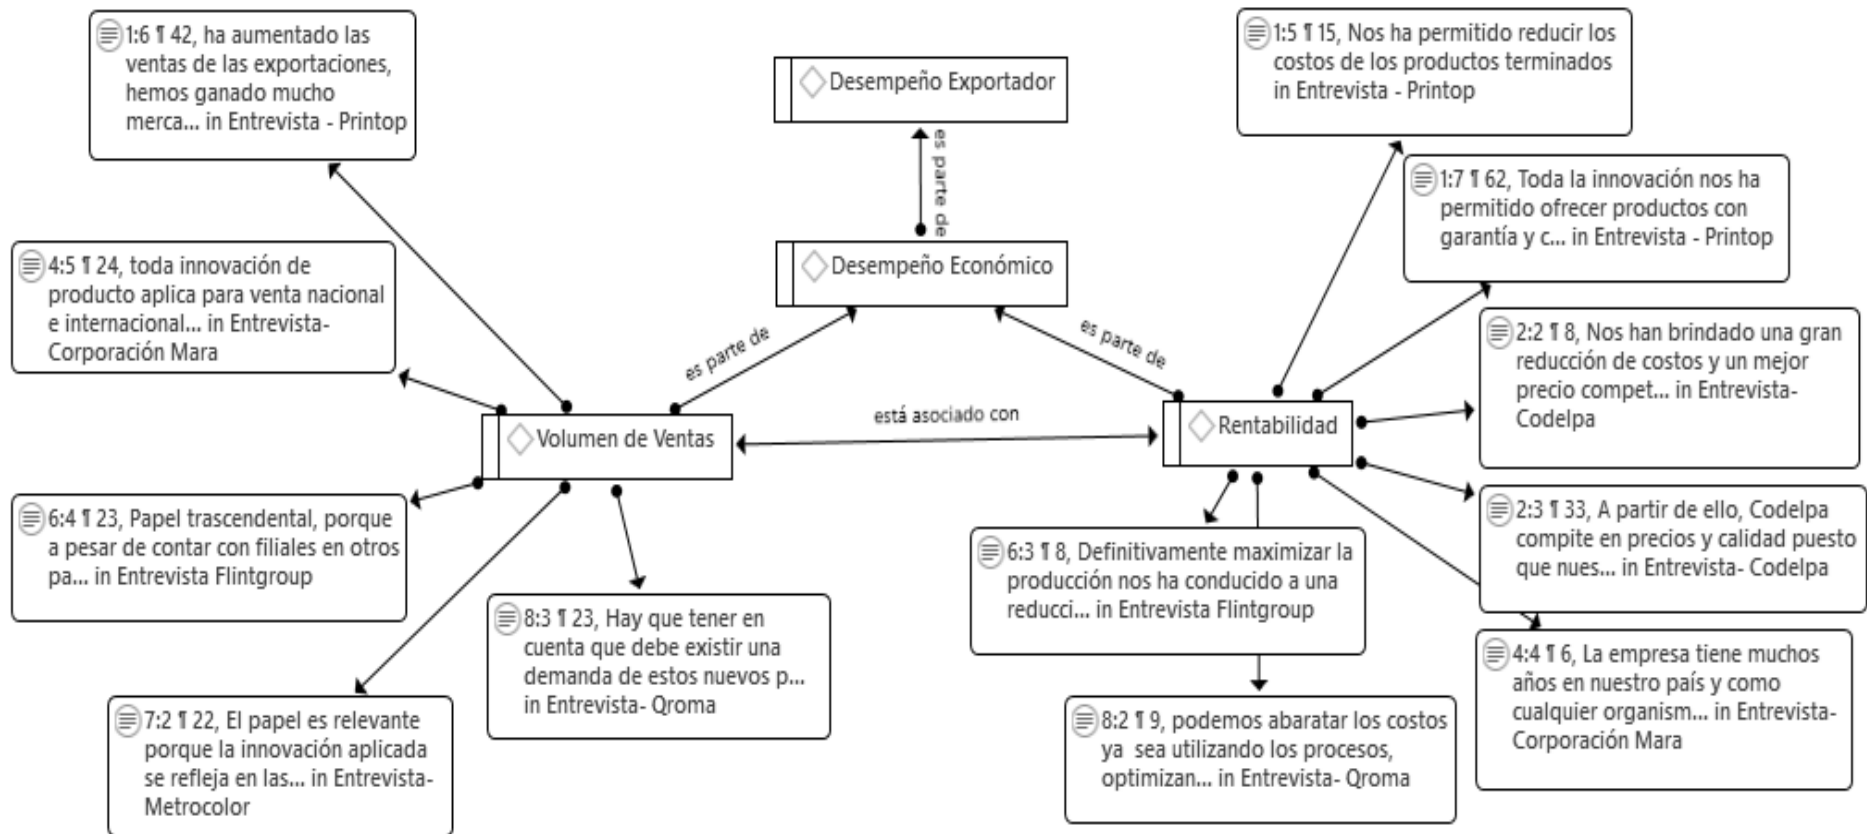 1:6 ¶ 42, ha aumentado las
ventas de las exportaciones,
hemos ganado mucho
merca... in Entrevista - Printop
Desempeño Exportador
1:5 ¶ 15, Nos ha permitido reducir los
costos de los productos terminados
in Entrevista - Printop
es parte de
1:7 ¶ 62, Toda la innovación nos ha
permitido ofrecer productos con
garantía y c... in Entrevista - Printop
4:5 ¶ 24, toda innovación de
producto aplica para venta nacional
e internacional... in Entrevista-
Corporación Mara
Desempeño Económico
es parte de
es parte de
2:2 ¶ 8, Nos han brindado una gran
reducción de costos y un mejor
precio compet... in Entrevista-
Codelpa
Volumen de Ventas
está asociado con
Rentabilidad
6:4 ¶ 23, Papel trascendental, porque
a pesar de contar con filiales en otros
pa... in Entrevista Flintgroup
2:3 ¶ 33, A partir de ello, Codelpa
compite en precios y calidad puesto
que nues... in Entrevista- Codelpa
6:3 ¶ 8, Definitivamente maximizar la
producción nos ha conducido a una
reducci... in Entrevista Flintgroup
8:3 ¶ 23, Hay que tener en
cuenta que debe existir una
demanda de estos nuevos p...
in Entrevista- Qroma
4:4 ¶ 6, La empresa tiene muchos
años en nuestro país y como
cualquier organism... in Entrevista-
Corporación Mara
7:2 ¶ 22, El papel es relevante
porque la innovación aplicada
se refleja en las... in Entrevista-
Metrocolor
8:2 ¶ 9, podemos abaratar los costos
ya sea utilizando los procesos,
optimizan... in Entrevista- Qroma